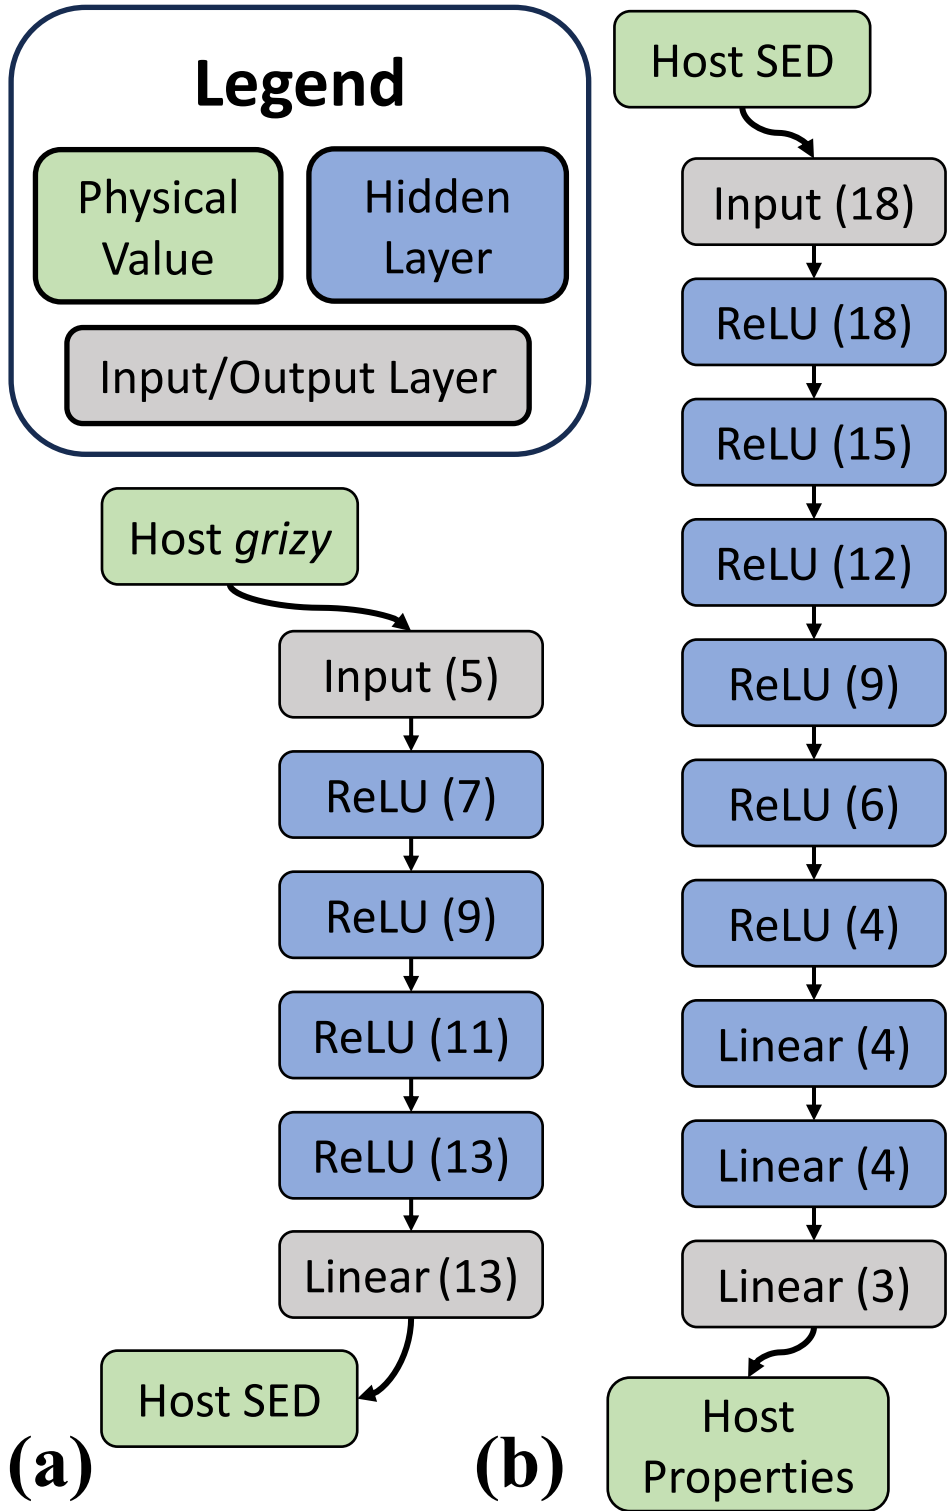 Legend
Physical
Value
Hidden
Layer
Input/Output Layer
Host grizy
Input (5)
ReLU (7)
ReLU (9)
ReLU (11)
ReLU (13)
Linear (13)
Host SED
(a)
Host SED
Input (18)
ReLU (18)
ReLU (15)
ReLU (12)
ReLU (9)
ReLU (6)
ReLU (4)
Linear (4)
Linear (4)
Linear (3)
Host
Properties
(b)